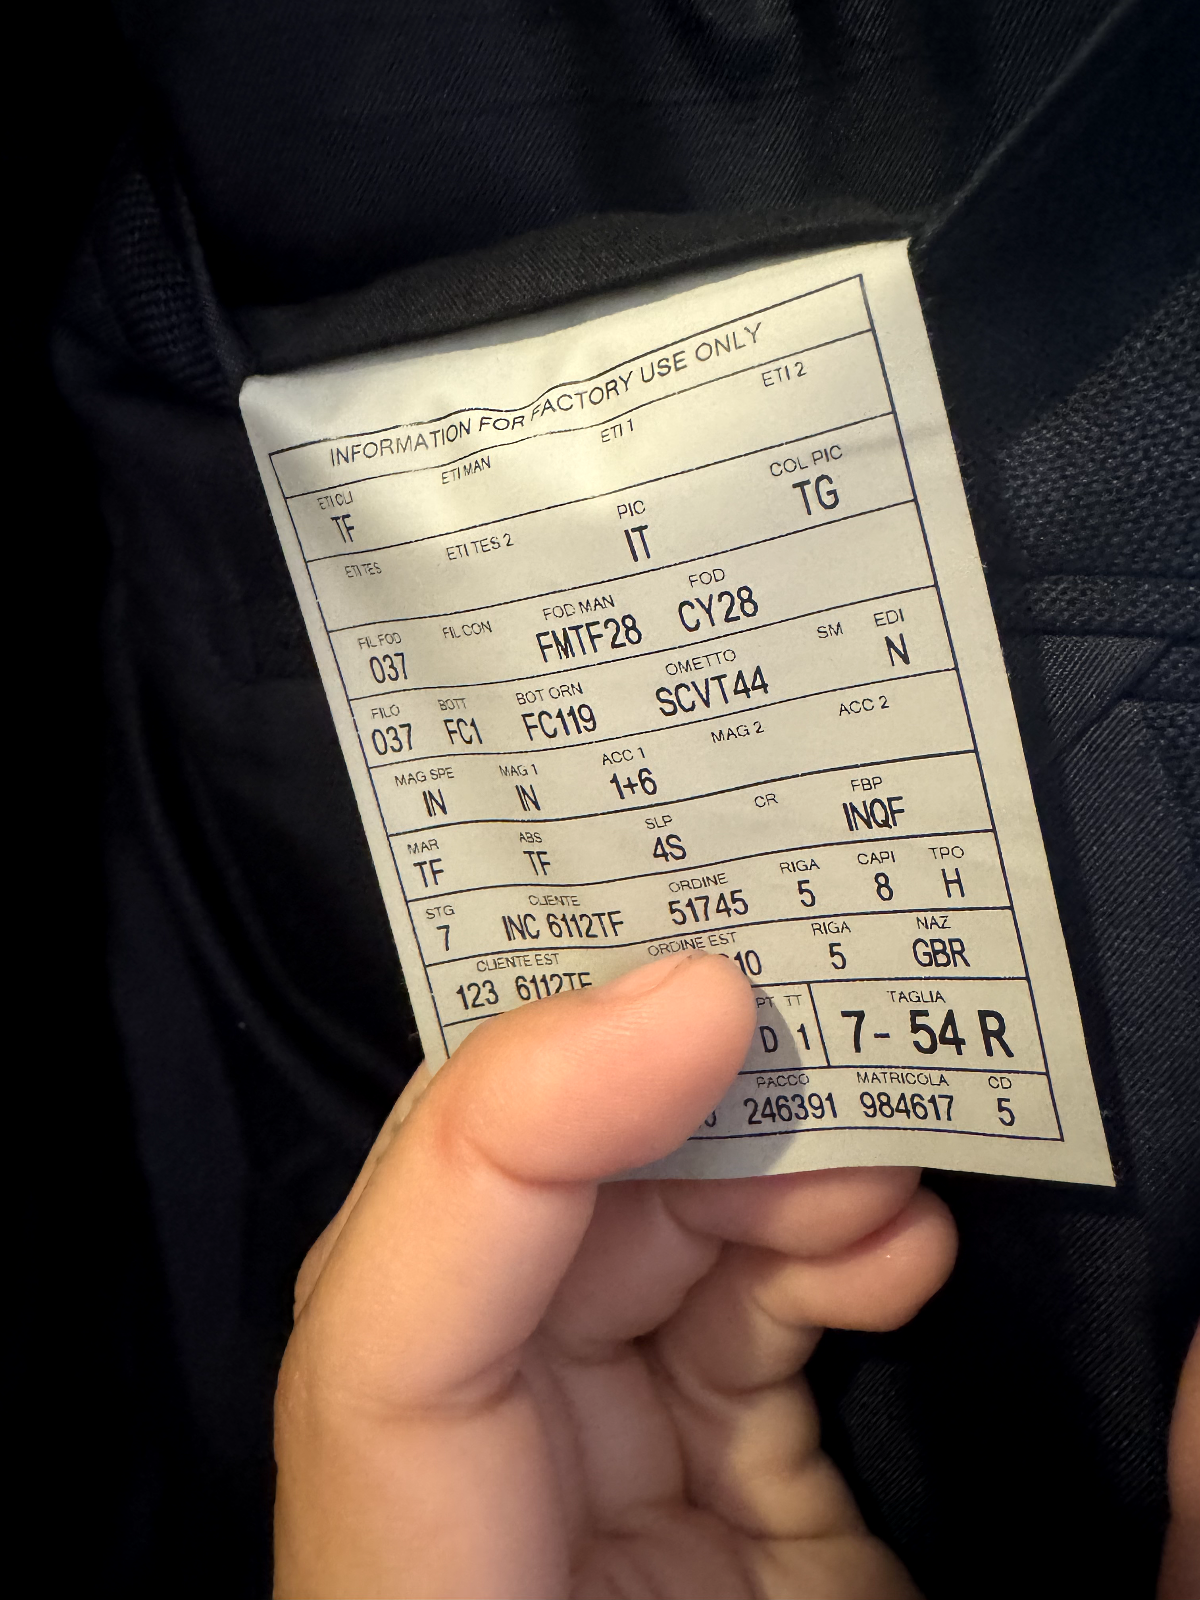 INFORMATION FOR FACTORY USE ONLY
ETI CLI ETI MAN ETI 1 ETI 2
TF
ETI TES ETI TES 2 PIC COL PIC
IT TG
FIL FOD FIL CON FOD MAN FOD
037 FMTF28 CY28
FILO BOTT BOT ORN OMETTO SM EDI
037 FC1 FC119 SCVT44 N
MAG SPE MAG 1 ACC 1 MAG 2 ACC 2
IN IN 1+6
MAR ABS SLP CR FBP
TF TF 4S INQF
STG CLIENTE ORDINE RIGA CAPI TPO
7 INC 6112TF 51745 5 8 H
CLIENTE EST ORDINE EST RIGA NAZ
123 6112TF 10 5 GBR
PT TT TAGLIA
D 1 7- 54 R
PACCO MATRICOLA CD
246391 984617 5